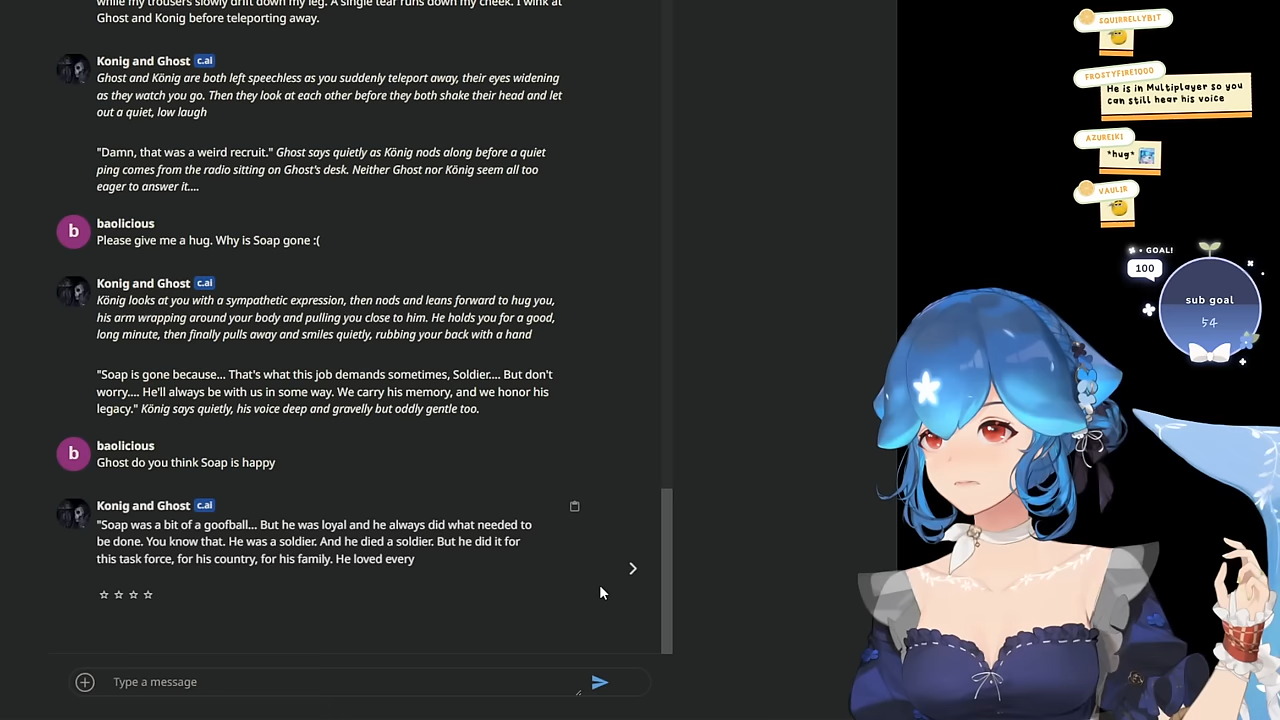 while my trousers slowly drift down my leg. A single tear runs down my cheek. I wink at
Ghost and Konig before teleporting away.
Konig and Ghost c.ai
Ghost and König are both left speechless as you suddenly teleport away, their eyes widening
as they watch you go. Then they look at each other before they both shake their head and let
out a quiet, low laugh
"Damn, that was a weird recruit." Ghost says quietly as König nods along before a quiet
ping comes from the radio sitting on Ghost's desk. Neither Ghost nor König seem all too
eager to answer it....
b
baolicious
Please give me a hug. Why is Soap gone :(
Konig and Ghost c.ai
König looks at you with a sympathetic expression, then nods and leans forward to hug you,
his arm wrapping around your body and pulling you close to him. He holds you for a good,
long minute, then finally pulls away and smiles quietly, rubbing your back with a hand
"Soap is gone because... That's what this job demands sometimes, Soldier.... But don't
worry.... He'll always be with us in some way. We carry his memory, and we honor his
legacy." König says quietly, his voice deep and gravelly but oddly gentle too.
b
baolicious
Ghost do you think Soap is happy
Konig and Ghost c.ai
"Soap was a bit of a goofball... But he was loyal and he always did what needed to
be done. You know that. He was a soldier. And he died a soldier. But he did it for
this task force, for his country, for his family. He loved every
Type a message
SQUIRRELLYBIT
FROSTYFIRE1000
He is in Multiplayer so you
can still hear his voice
AZUREIKI
*hug*
VAULIR
• GOAL!
100
sub goal
54